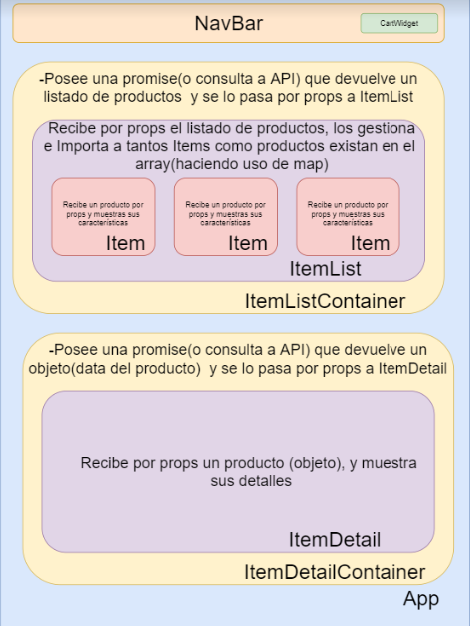 NavBar
CartWidget
-Posee una promise(o consulta a API) que devuelve un
listado de productos y se lo pasa por props a ItemList
Recibe por props el listado de productos, los gestiona
e Importa a tantos Items como productos existan en el
array(haciendo uso de map)
Recibe un producto por
props y muestras sus
características
Item
Recibe un producto por
props y muestras sus
características
Item
Recibe un producto por
props y muestras sus
características
Item
ItemList
ItemListContainer
-Posee una promise(o consulta a API) que devuelve un
objeto(data del producto) y se lo pasa por props a ItemDetail
Recibe por props un producto (objeto), y muestra
sus detalles
ItemDetail
ItemDetailContainer
App